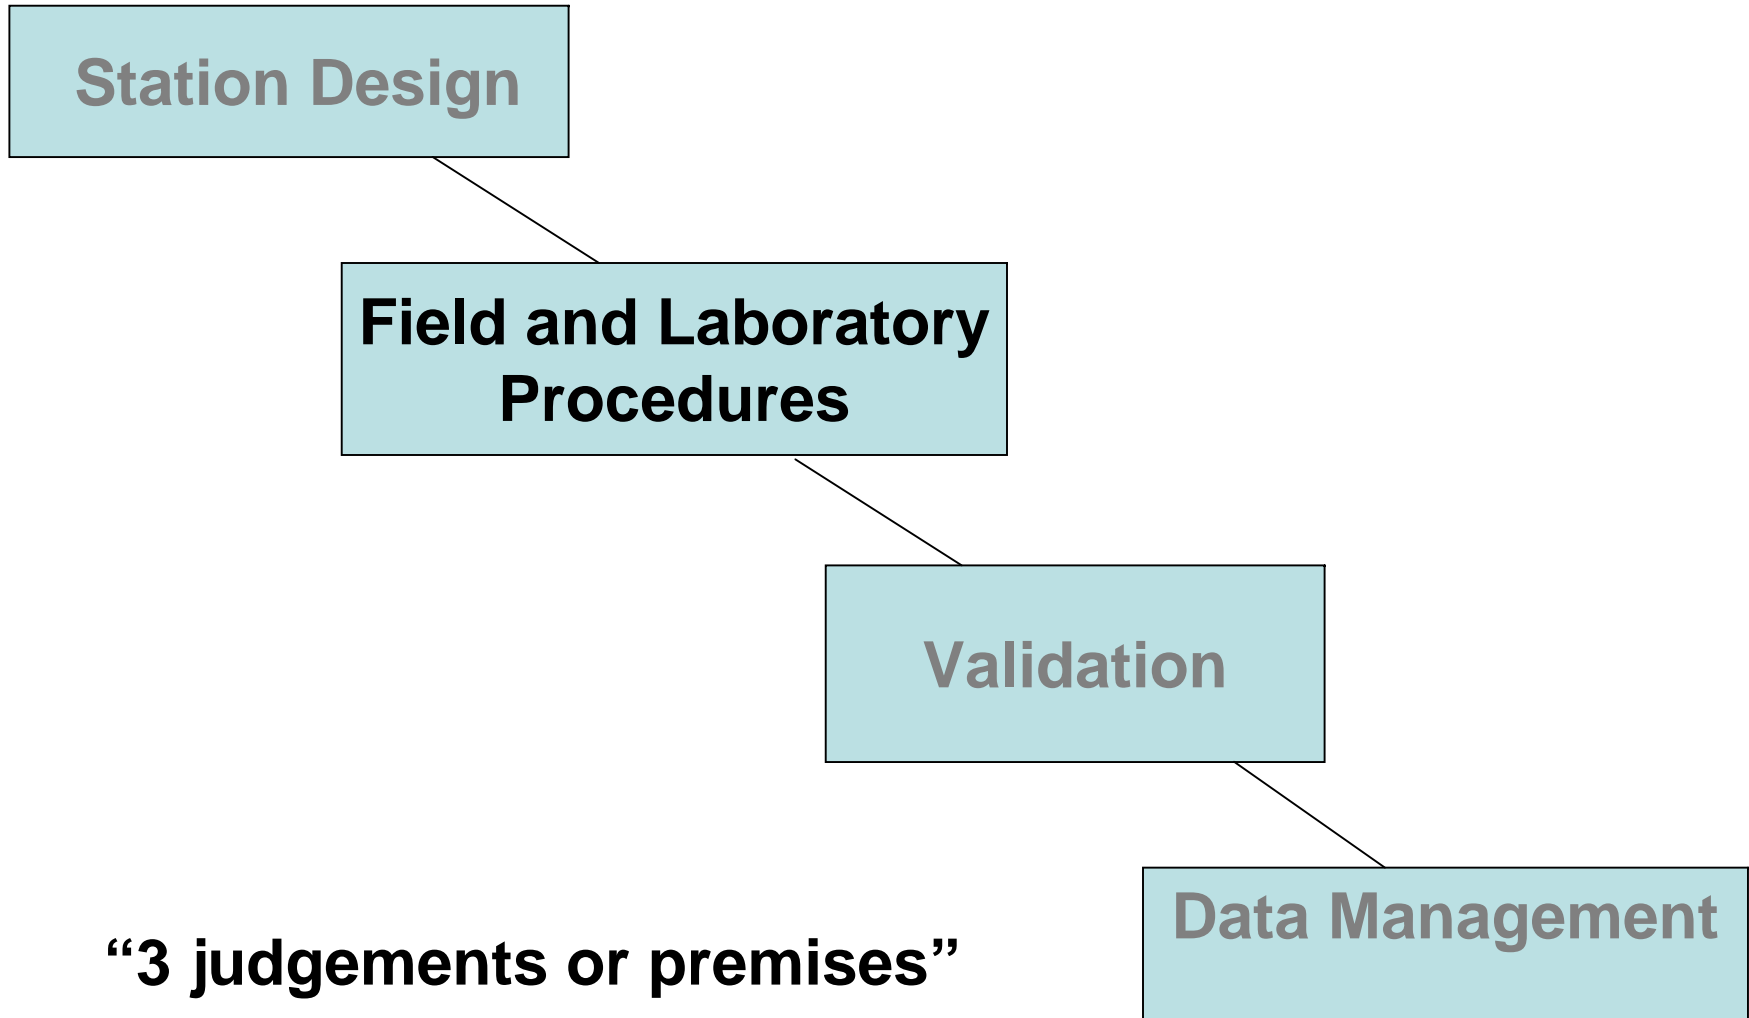 Station Design
Field and Laboratory
Procedures
Validation
Data Management
“3 judgements or premises”